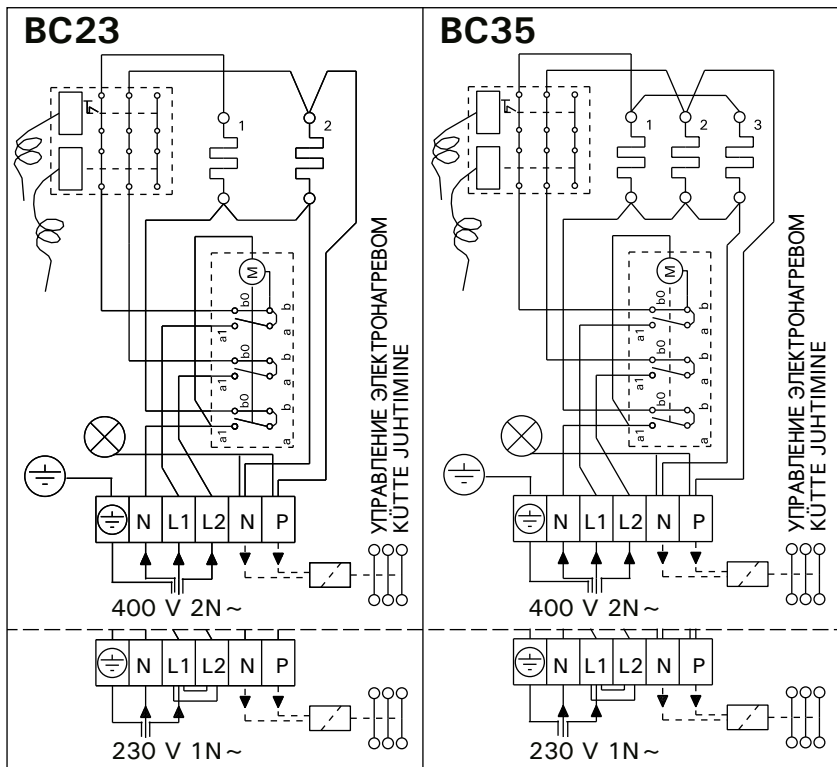 BC23
1
2
M
b0
b
a1
a
b0
b
a1
a
b0
b
a1
a
УПРАВЛЕНИЕ ЭЛЕКТРОНАГРЕВОМ
KÜTTE JUHTIMINE
N L1 L2 N P
400 V 2N~
N L1 L2 N P
230 V 1N~
BC35
1
2
3
M
b0
b
a1
a
b0
b
a1
a
b0
b
a1
a
УПРАВЛЕНИЕ ЭЛЕКТРОНАГРЕВОМ
KÜTTE JUHTIMINE
N L1 L2 N P
400 V 2N~
N L1 L2 N P
230 V 1N~